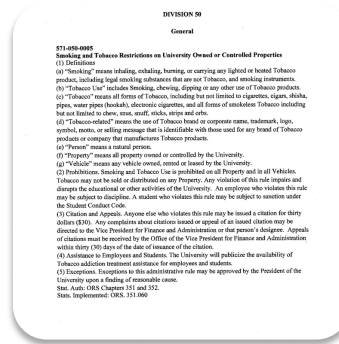 DIVISION 50
General
571-050-0005
Smoking and Tobacco Restrictions on University Owned or Controlled Properties
(1) Definitions
(a) "Smoking" means inhaling, exhaling, burning, or carrying any lighted or heated Tobacco
product, including legal smoking substances that are not Tobacco, and smoking instruments.
(b) "Tobacco Use" includes Smoking, chewing, dipping or any other use of Tobacco products.
(c) "Tobacco" means all forms of Tobacco, including but not limited to cigarettes, cigars, shisha,
pipes, water pipes (hookah), electronic cigarettes, and all forms of smokeless Tobacco including
but not limited to chew, snus, snuff, sticks, strips and orbs.
(d) "Tobacco-related" means the use of Tobacco brand or corporate name, trademark, logo,
symbol, motto, or selling message that is identifiable with those used for any brand of Tobacco
products or company that manufactures Tobacco products.
(e) "Person" means a natural person.
(f) "Property" means all property owned or controlled by the University.
(g) "Vehicle" means any vehicle owned, rented or leased by the University.
(2) Prohibitions. Smoking and Tobacco Use is prohibited on all Property and in all Vehicles.
Tobacco may not be sold or distributed on any Property. Any violation of this rule impairs and
disrupts the educational or other activities of the University. An employee who violates this rule
may be subject to discipline. A student who violates this rule may be subject to sanction under
the Student Conduct Code.
(3) Citation and Appeals. Anyone else who violates this rule may be issued a citation for thirty
dollars ($30). Any complaints about citations issued or appeal of an issued citation may be
directed to the Vice President for Finance and Administration or that person's designee. Appeals
of citations must be received by the Office of the Vice President for Finance and Administration
within thirty (30) days of the date of issuance of the citation.
(4) Assistance to Employees and Students. The University will publicize the availability of
Tobacco addiction treatment assistance for employees and students.
(5) Exceptions. Exceptions to this administrative rule may be approved by the President of the
University upon a finding of reasonable cause.
Stat. Auth: ORS Chapters 351 and 352.
Stats. Implemented: ORS. 351.060